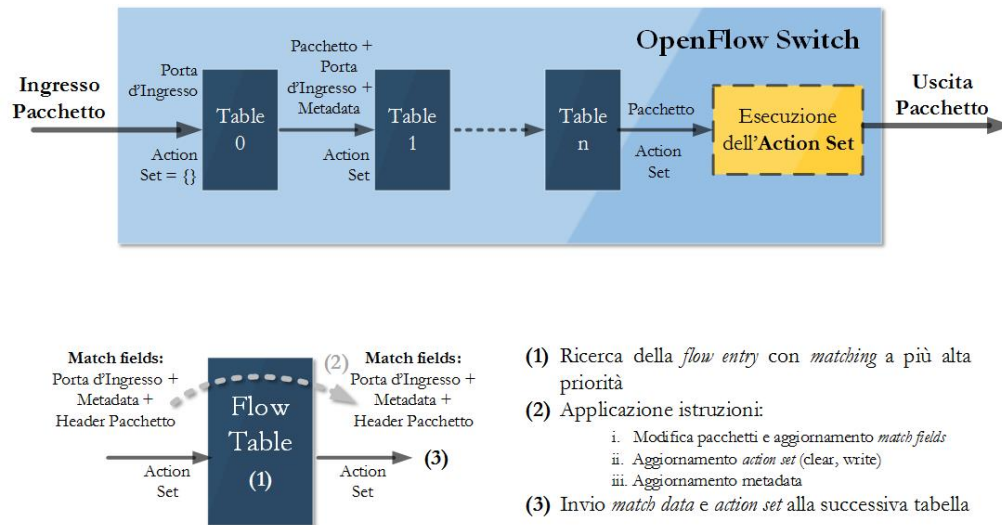 OpenFlow Switch
Ingresso
Pacchetto
Porta
d'Ingresso
Action
Set = {}
Table
0
Pacchetto +
Porta
d'Ingresso +
Metadata
Action
Set
Table
1
Table
n
Pacchetto
Action
Set
Esecuzione
dell'Action Set
Uscita
Pacchetto
Match fields:
Porta d'Ingresso +
Metadata +
Header Pacchetto
Action
Set
(2)
Flow
Table
(1)
Match fields:
Porta d'Ingresso +
Metadata +
Header Pacchetto
Action
Set
(3)
(1) Ricerca della flow entry con matching a più alta
priorità
(2) Applicazione istruzioni:
i. Modifica pacchetti e aggiornamento match fields
ii. Aggiornamento action set (clear, write)
iii. Aggiornamento metadata
(3) Invio match data e action set alla successiva tabella